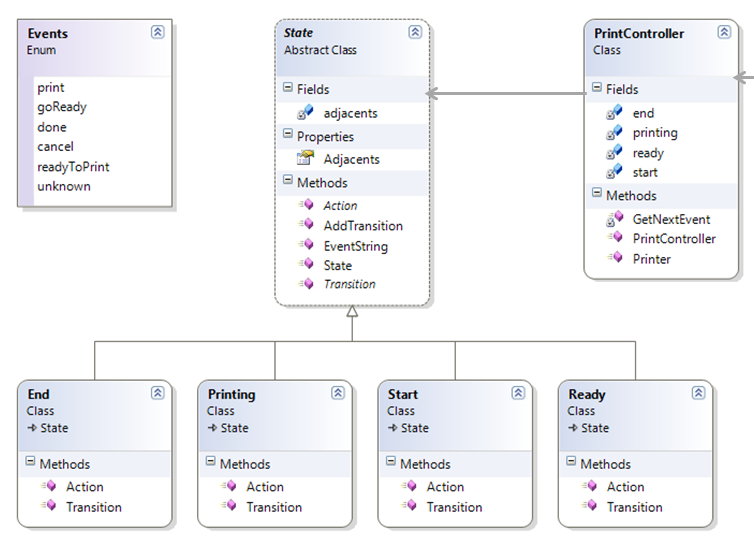 Events
Enum
print
goReady
done
cancel
readyToPrint
unknown
State
Abstract Class
Fields
adjacents
Properties
Adjacents
Methods
Action
AddTransition
EventString
State
Transition
PrintController
Class
Fields
end
printing
ready
start
Methods
GetNextEvent
PrintController
Printer
End
Class
State
Methods
Action
Transition
Printing
Class
State
Methods
Action
Transition
Start
Class
State
Methods
Action
Transition
Ready
Class
State
Methods
Action
Transition